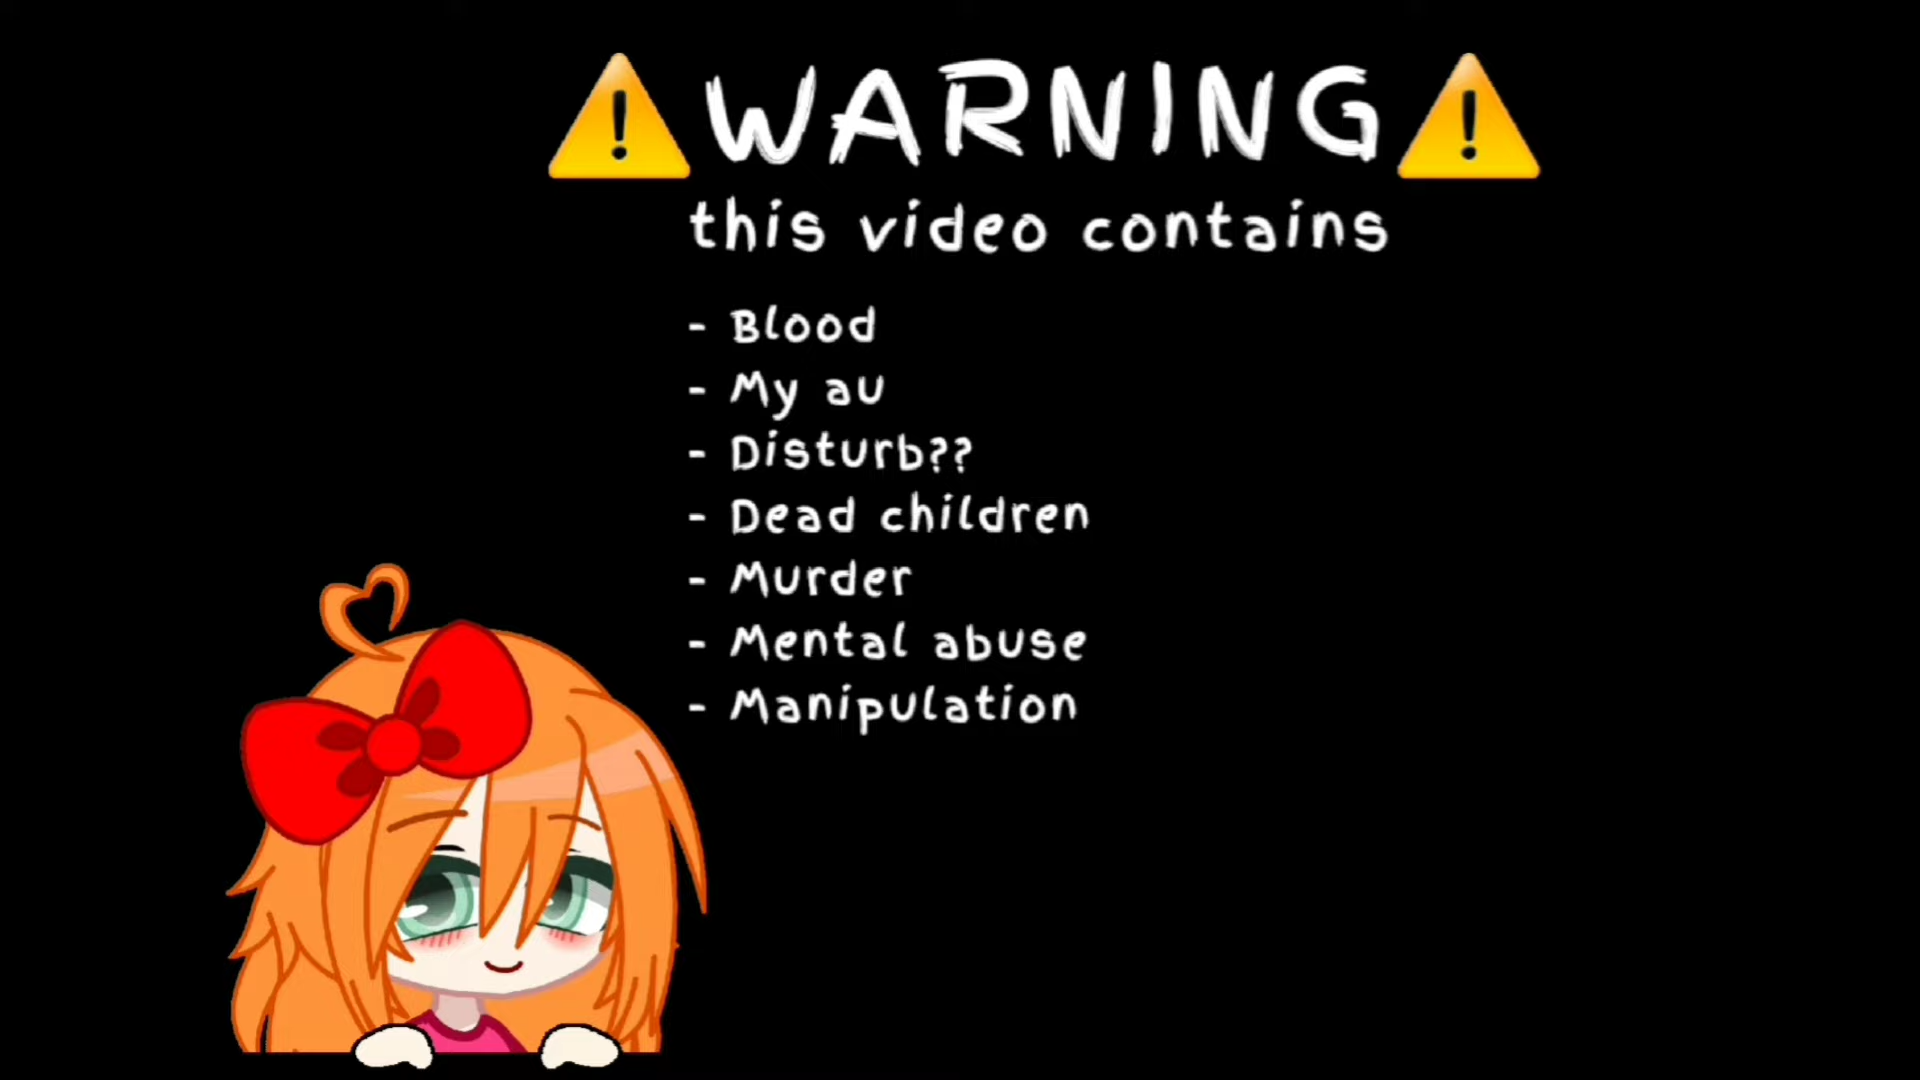 ⚠️WARNING⚠️
this video contains
- Blood
- My au
- Disturb??
- Dead children
- Murder
- Mental abuse
- Manipulation